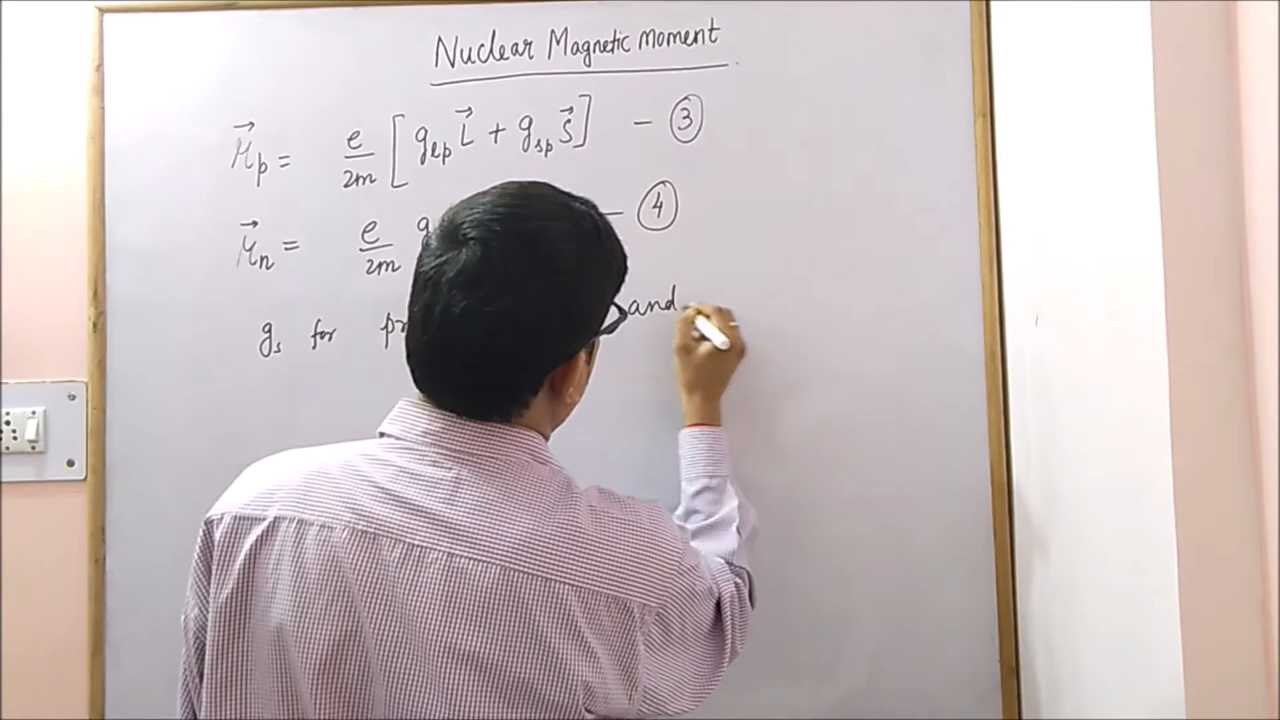 Nuclear Magnetic Moment
μ⃗p = e/2m [ gℓp L⃗ + gsp S⃗ ] – ③
μ⃗n = e/2m g – ④
gs for pr and